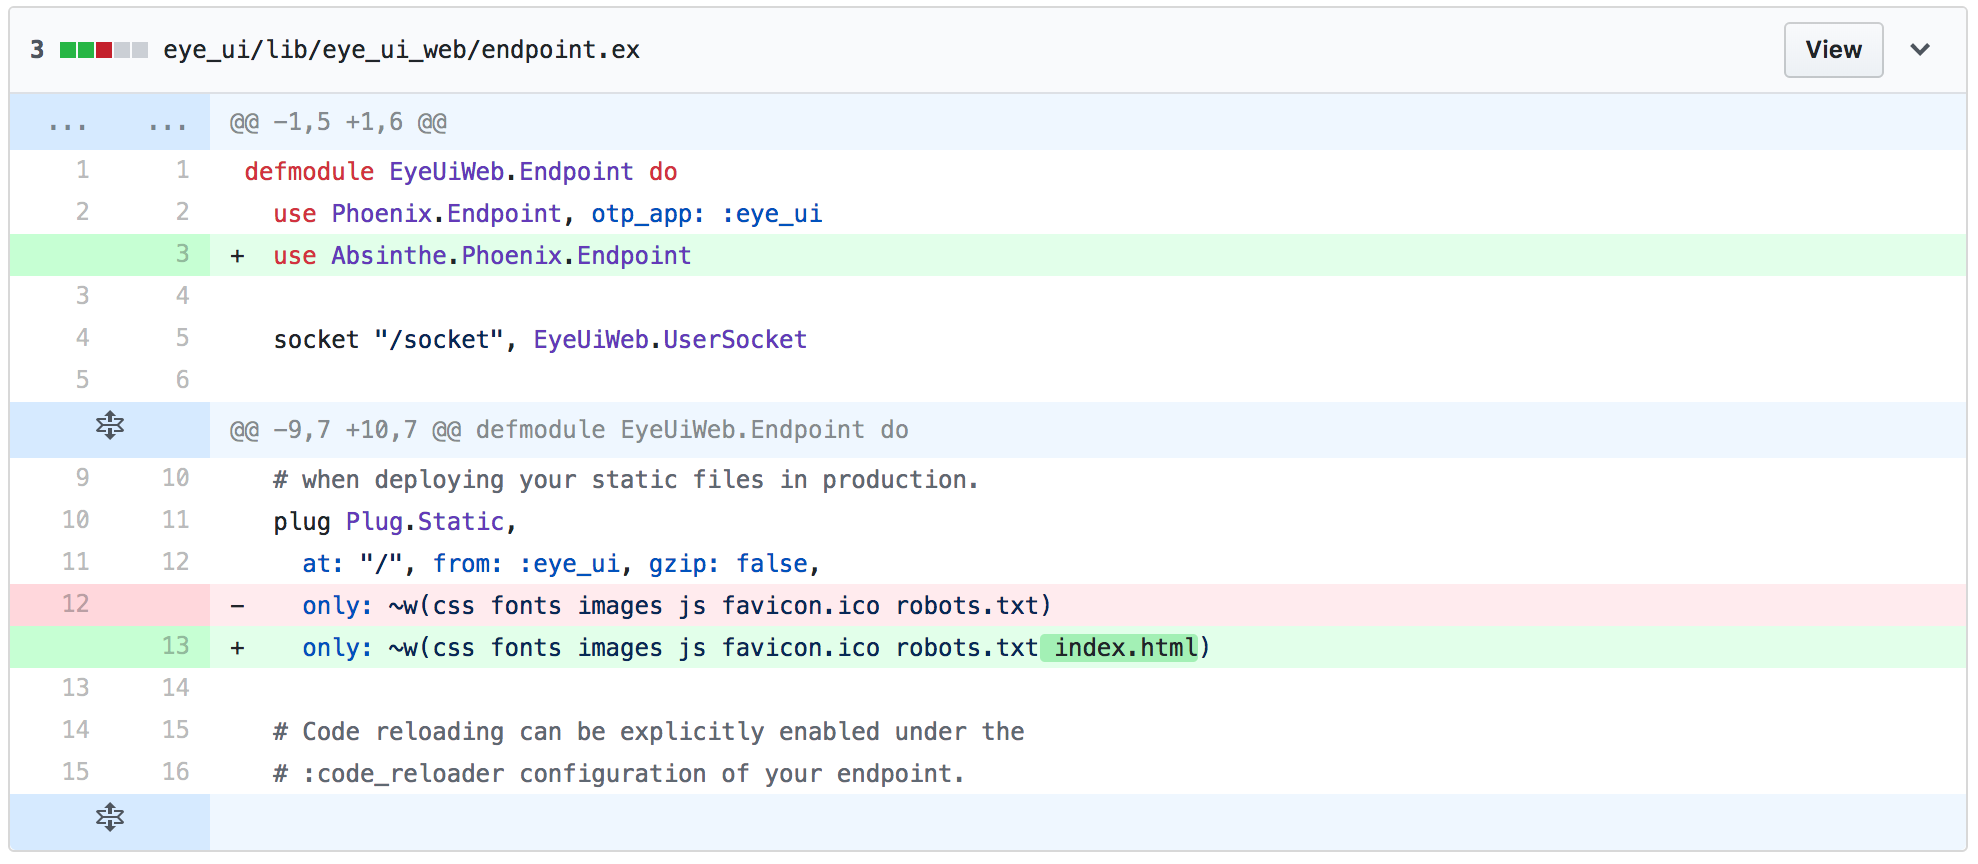 3 eye_ui/lib/eye_ui_web/endpoint.ex View
... ... @@ -1,5 +1,6 @@
1 1 defmodule EyeUiWeb.Endpoint do
2 2 use Phoenix.Endpoint, otp_app: :eye_ui
3 + use Absinthe.Phoenix.Endpoint
3 4
4 5 socket "/socket", EyeUiWeb.UserSocket
5 6
@@ -9,7 +10,7 @@ defmodule EyeUiWeb.Endpoint do
9 10 # when deploying your static files in production.
10 11 plug Plug.Static,
11 12 at: "/", from: :eye_ui, gzip: false,
12 - only: ~w(css fonts images js favicon.ico robots.txt)
13 + only: ~w(css fonts images js favicon.ico robots.txt index.html)
13 14
14 15 # Code reloading can be explicitly enabled under the
15 16 # :code_reloader configuration of your endpoint.